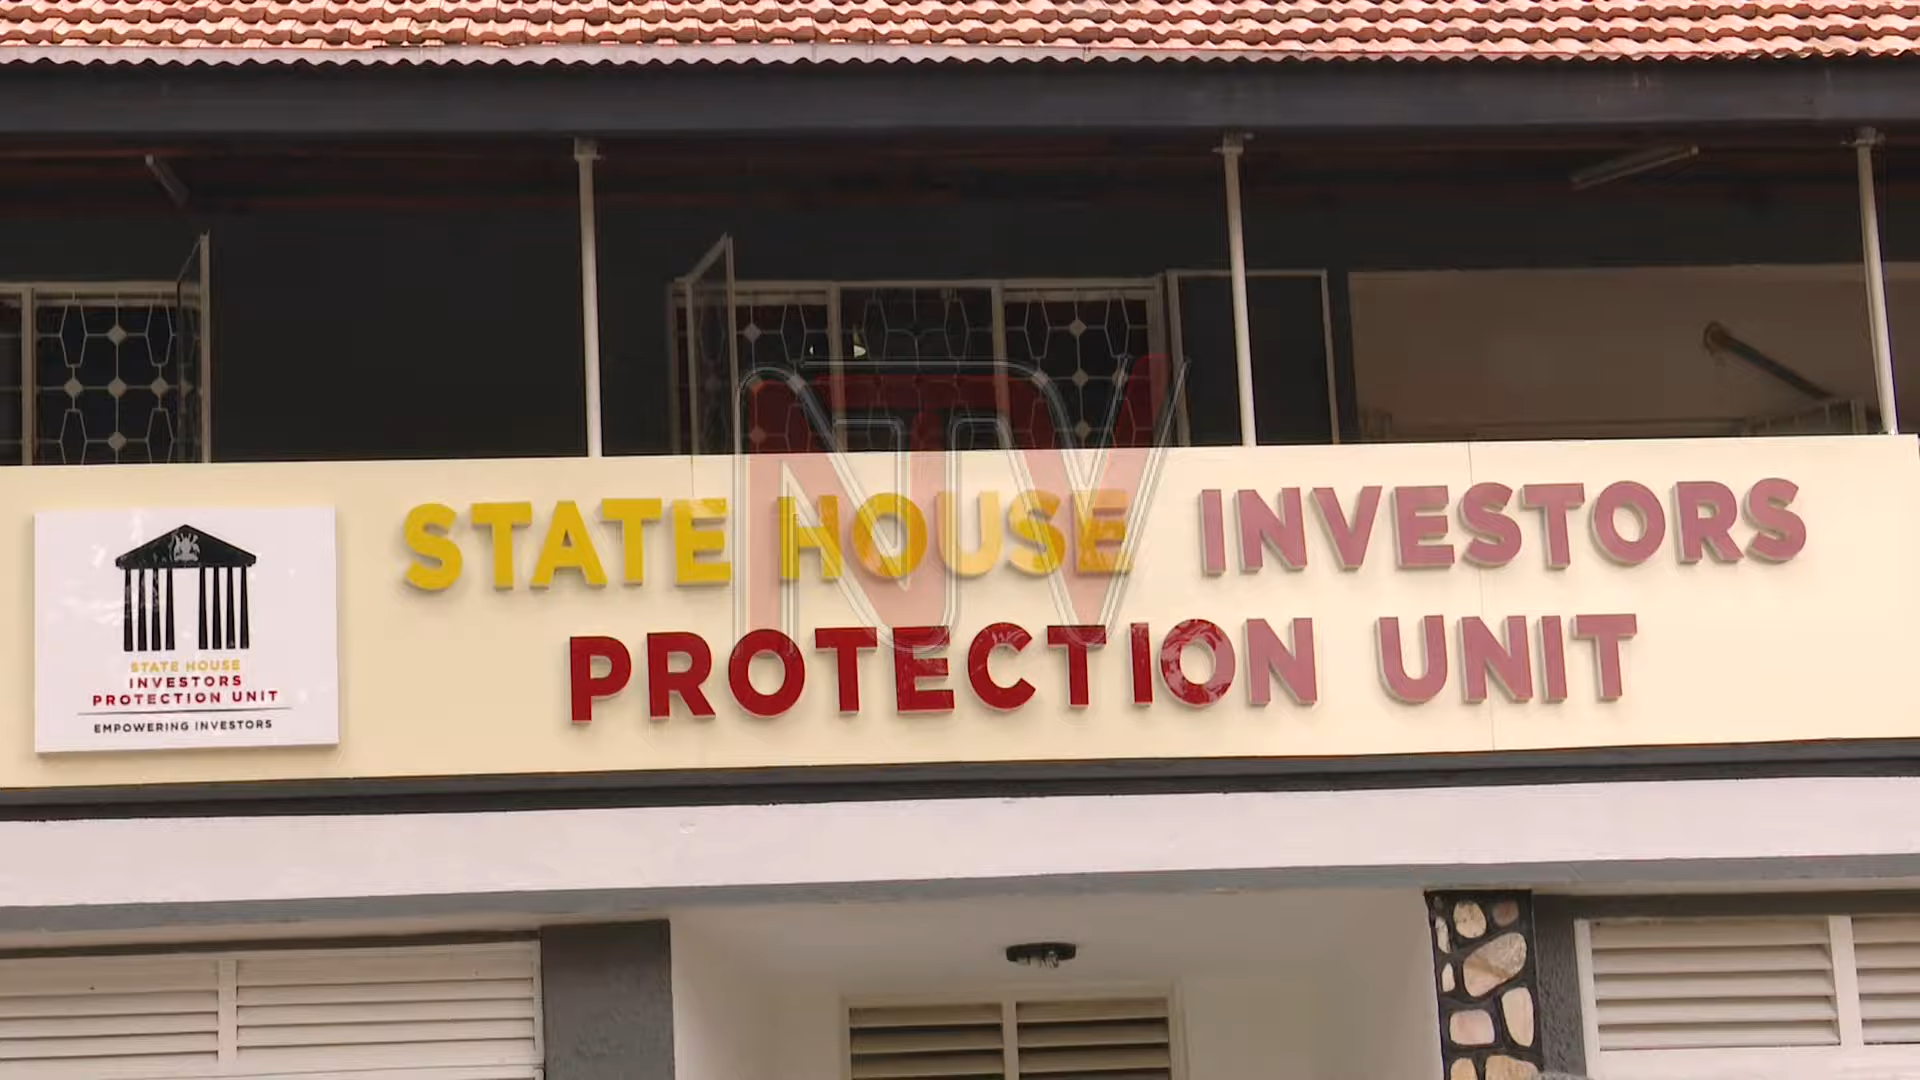 STATE HOUSE INVESTORS
PROTECTION UNIT
NTV
STATE HOUSE
INVESTORS
PROTECTION UNIT
EMPOWERING INVESTORS